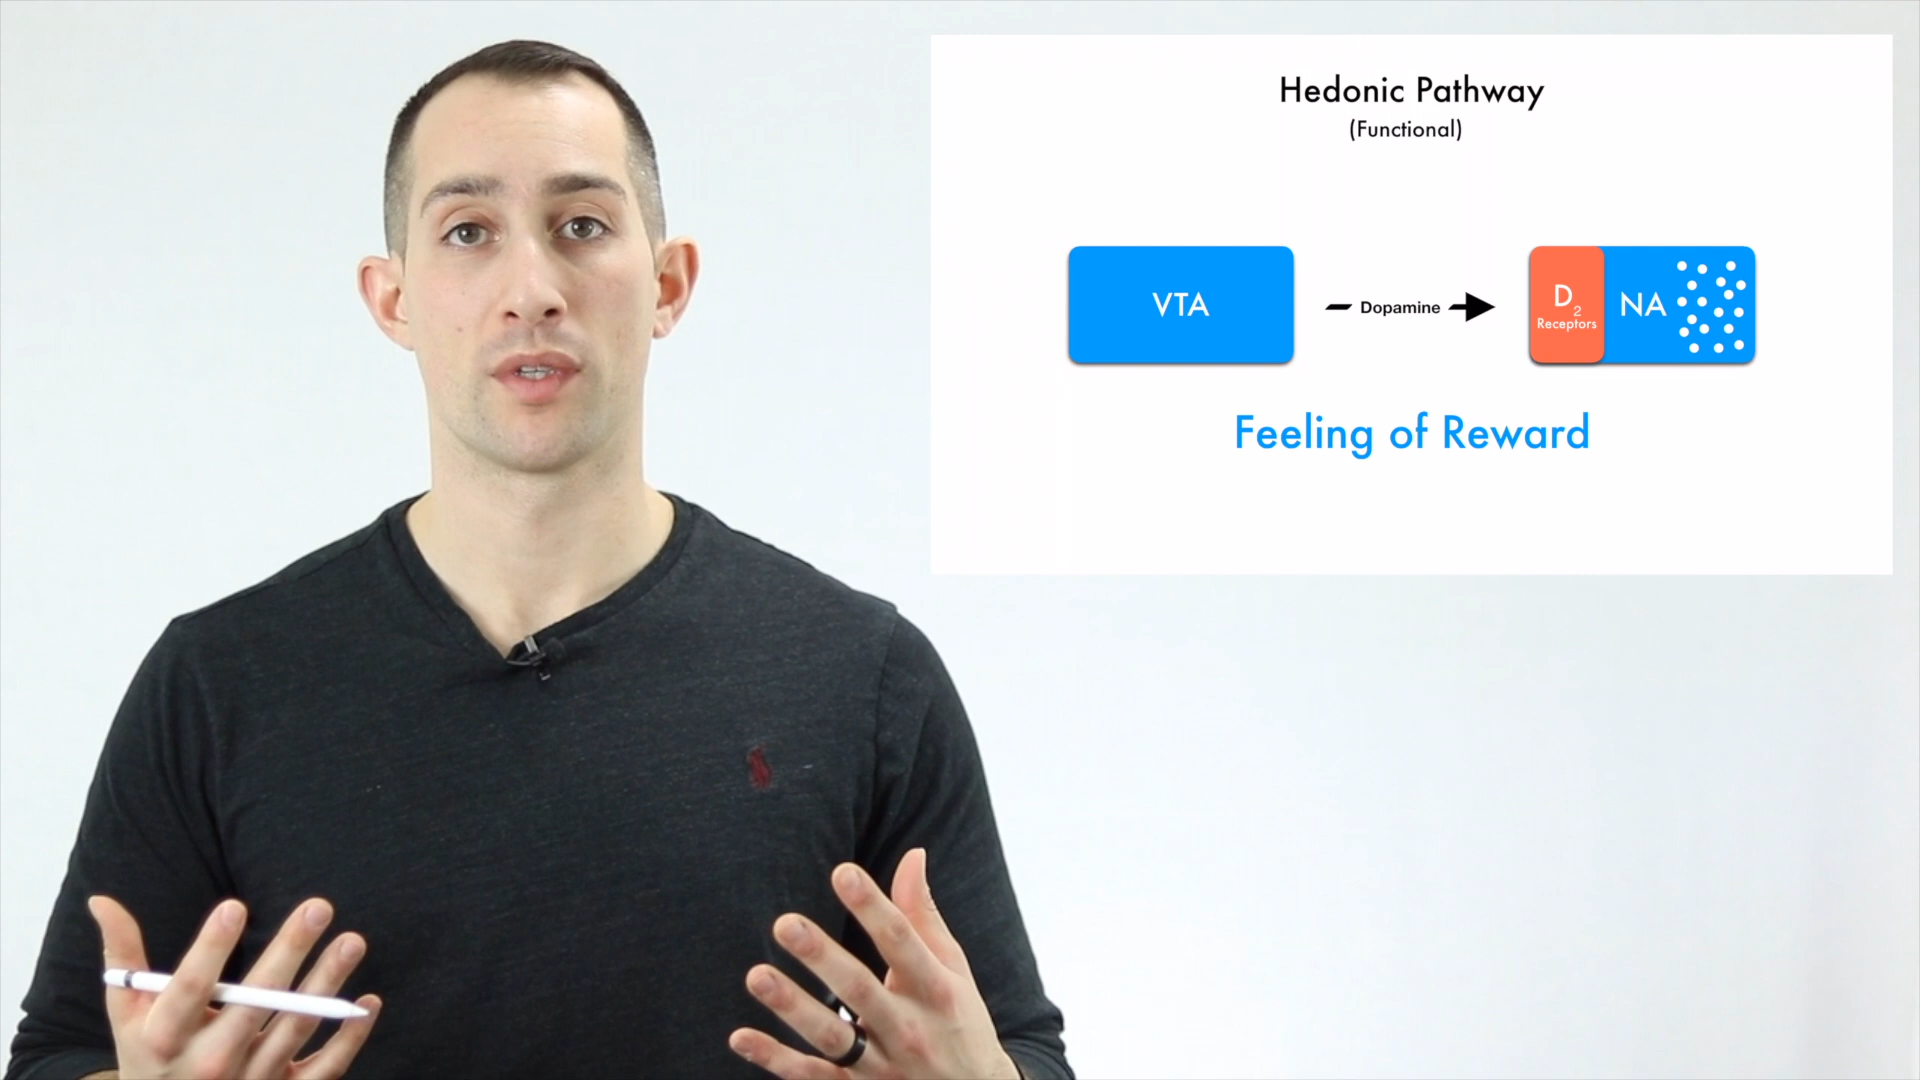 Hedonic Pathway
(Functional)
VTA
Dopamine
D2
Receptors
NA
Feeling of Reward